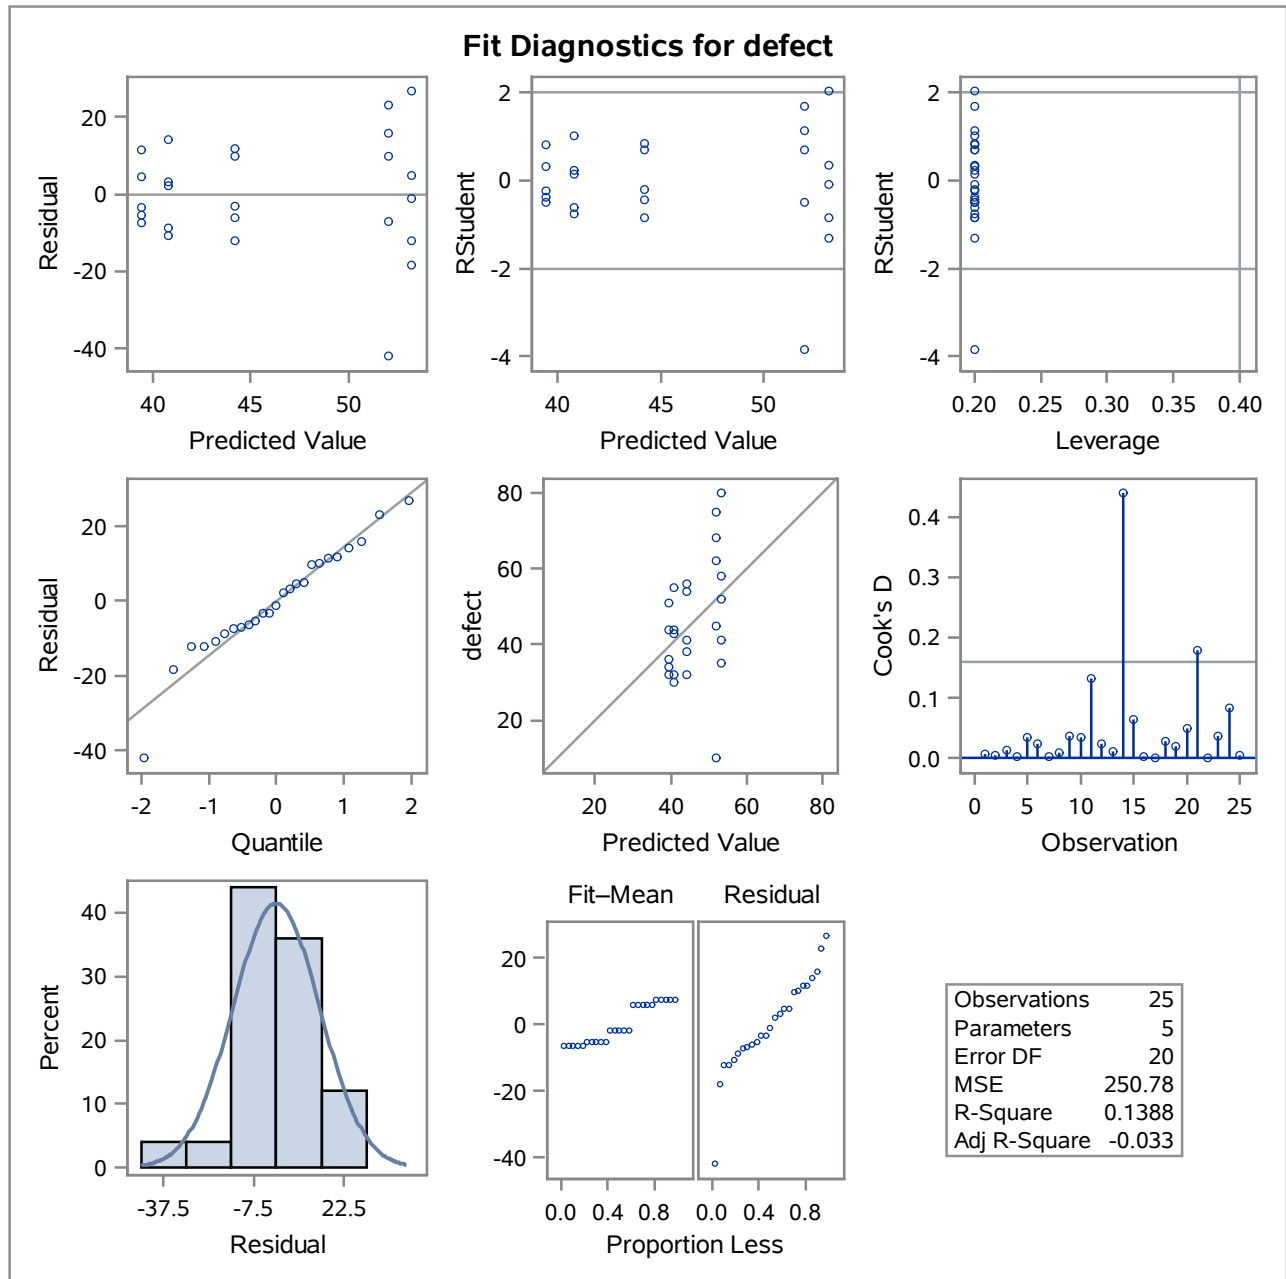 Fit Diagnostics for defect
20
0
-20
-40
Residual
40 45 50
Predicted Value
2
0
-2
-4
RStudent
40 45 50
Predicted Value
2
0
-2
-4
RStudent
0.20 0.25 0.30 0.35 0.40
Leverage
20
0
-20
-40
Residual
-2 -1 0 1 2
Quantile
80
60
40
20
defect
20 40 60 80
Predicted Value
0.4
0.3
0.2
0.1
0.0
Cook's D
0 5 10 15 20 25
Observation
40
30
20
10
0
Percent
-37.5 -7.5 22.5
Residual
Fit–Mean Residual
20
0
-20
-40
0.0 0.4 0.8 0.0 0.4 0.8
Proportion Less
Observations 25
Parameters 5
Error DF 20
MSE 250.78
R-Square 0.1388
Adj R-Square -0.033